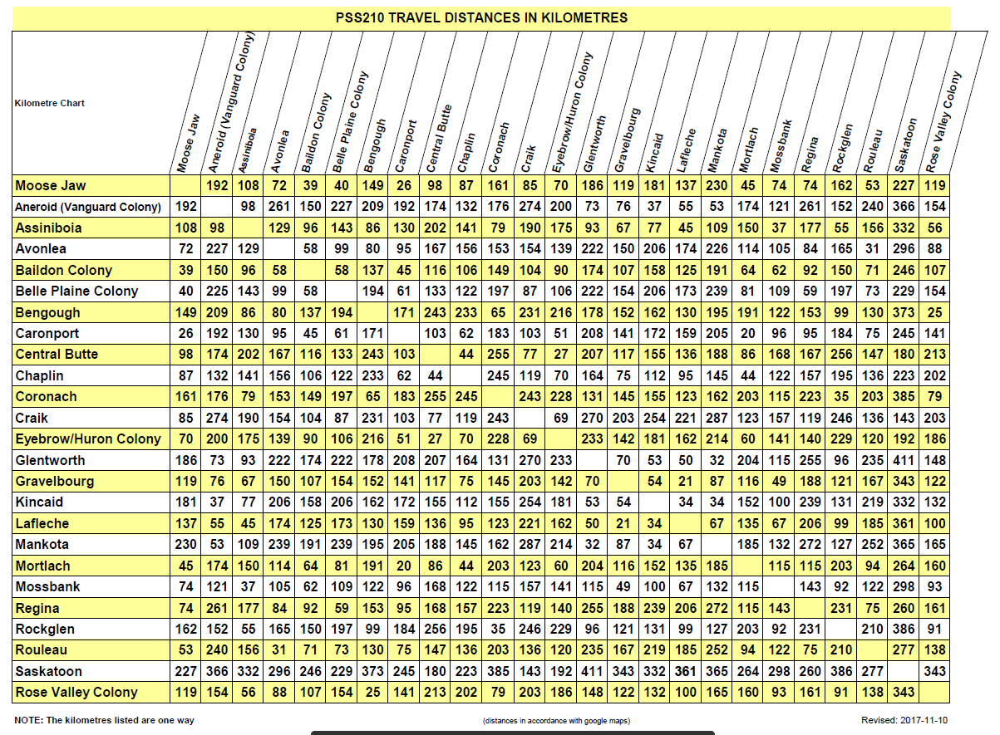 PSS210 TRAVEL DISTANCES IN KILOMETRES
Kilometre Chart Moose Jaw Aneroid (Vanguard Colony) Assiniboia Avonlea Baildon Colony Belle Plaine Colony Bengough Caronport Central Butte Chaplin Coronach Craik Eyebrow/Huron Colony Glentworth Gravelbourg Kincaid Lafleche Mankota Mortlach Mossbank Regina Rockglen Rouleau Saskatoon Rose Valley Colony
Moose Jaw 192 108 72 39 40 149 26 98 87 161 85 70 186 119 181 137 230 45 74 74 162 53 227 119
Aneroid (Vanguard Colony) 192 98 261 150 227 209 192 174 132 176 274 200 73 76 37 55 53 174 121 261 152 240 366 154
Assiniboia 108 98 129 96 143 86 130 202 141 79 190 175 93 67 77 45 109 150 37 177 55 156 332 56
Avonlea 72 227 129 58 99 80 95 167 156 153 154 139 222 150 206 174 226 114 105 84 165 31 296 88
Baildon Colony 39 150 96 58 58 137 45 116 106 149 104 90 174 107 158 125 191 64 62 92 150 71 246 107
Belle Plaine Colony 40 225 143 99 58 194 61 133 122 197 87 106 222 154 206 173 239 81 109 59 197 73 229 154
Bengough 149 209 86 80 137 194 171 243 233 65 231 216 178 152 162 130 195 191 122 153 99 130 373 25
Caronport 26 192 130 95 45 61 171 103 62 183 103 51 208 141 172 159 205 20 96 95 184 75 245 141
Central Butte 98 174 202 167 116 133 243 103 44 255 77 27 207 117 155 136 188 86 168 167 256 147 180 213
Chaplin 87 132 141 156 106 122 233 62 44 245 119 70 164 75 112 95 145 44 122 157 195 136 223 202
Coronach 161 176 79 153 149 197 65 183 255 245 243 228 131 145 155 123 162 203 115 223 35 203 385 79
Craik 85 274 190 154 104 87 231 103 77 119 243 69 270 203 254 221 287 123 157 119 246 136 143 203
Eyebrow/Huron Colony 70 200 175 139 90 106 216 51 27 70 228 69 233 142 181 162 214 60 141 140 229 120 192 186
Glentworth 186 73 93 222 174 222 178 208 207 164 131 270 233 70 53 50 32 204 115 255 96 235 411 148
Gravelbourg 119 76 67 150 107 154 152 141 117 75 145 203 142 70 54 21 87 116 49 188 121 167 343 122
Kincaid 181 37 77 206 158 206 162 172 155 112 155 254 181 53 54 34 34 152 100 239 131 219 332 132
Lafleche 137 55 45 174 125 173 130 159 136 95 123 221 162 50 21 34 67 135 67 206 99 185 361 100
Mankota 230 53 109 239 191 239 195 205 188 145 162 287 214 32 87 34 67 185 132 272 127 252 365 165
Mortlach 45 174 150 114 64 81 191 20 86 44 203 123 60 204 116 152 135 185 115 115 203 94 264 160
Mossbank 74 121 37 105 62 109 122 96 168 122 115 157 141 115 49 100 67 132 115 143 92 122 298 93
Regina 74 261 177 84 92 59 153 95 168 157 223 119 140 255 188 239 206 272 115 143 231 75 260 161
Rockglen 162 152 55 165 150 197 99 184 256 195 35 246 229 96 121 131 99 127 203 92 231 210 386 91
Rouleau 53 240 156 31 71 73 130 75 147 136 203 136 120 235 167 219 185 252 94 122 75 210 277 138
Saskatoon 227 366 332 296 246 229 373 245 180 223 385 143 192 411 343 332 361 365 264 298 260 386 277 343
Rose Valley Colony 119 154 56 88 107 154 25 141 213 202 79 203 186 148 122 132 100 165 160 93 161 91 138 343
NOTE: The kilometres listed are one way (distances in accordance with google maps) Revised: 2017-11-10